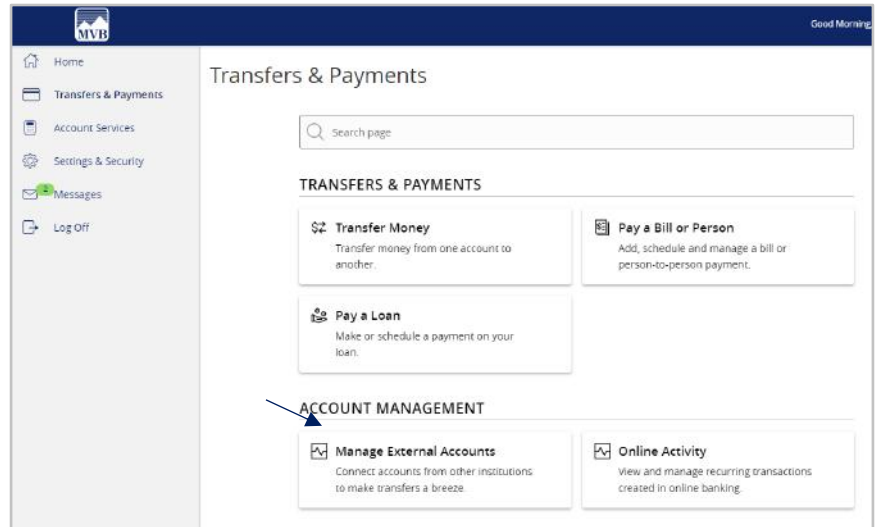 MVB
Good Morning,
Home
Transfers & Payments
Account Services
Settings & Security
2
Messages
Log Off
Transfers & Payments
Search page
TRANSFERS & PAYMENTS
Transfer Money
Transfer money from one account to
another.
Pay a Bill or Person
Add, schedule and manage a bill or
person-to-person payment.
Pay a Loan
Make or schedule a payment on your
loan.
ACCOUNT MANAGEMENT
Manage External Accounts
Connect accounts from other institutions
to make transfers a breeze.
Online Activity
View and manage recurring transactions
created in online banking.